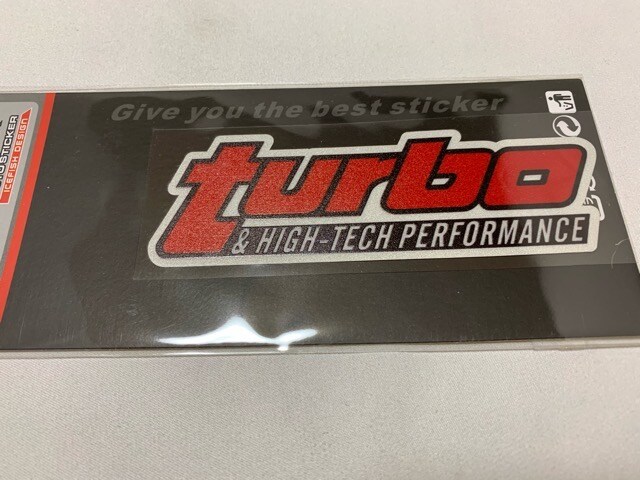 Give you the best sticker
turbo
& HIGH-TECH PERFORMANCE
STICKER
ICEFISH DESIGN